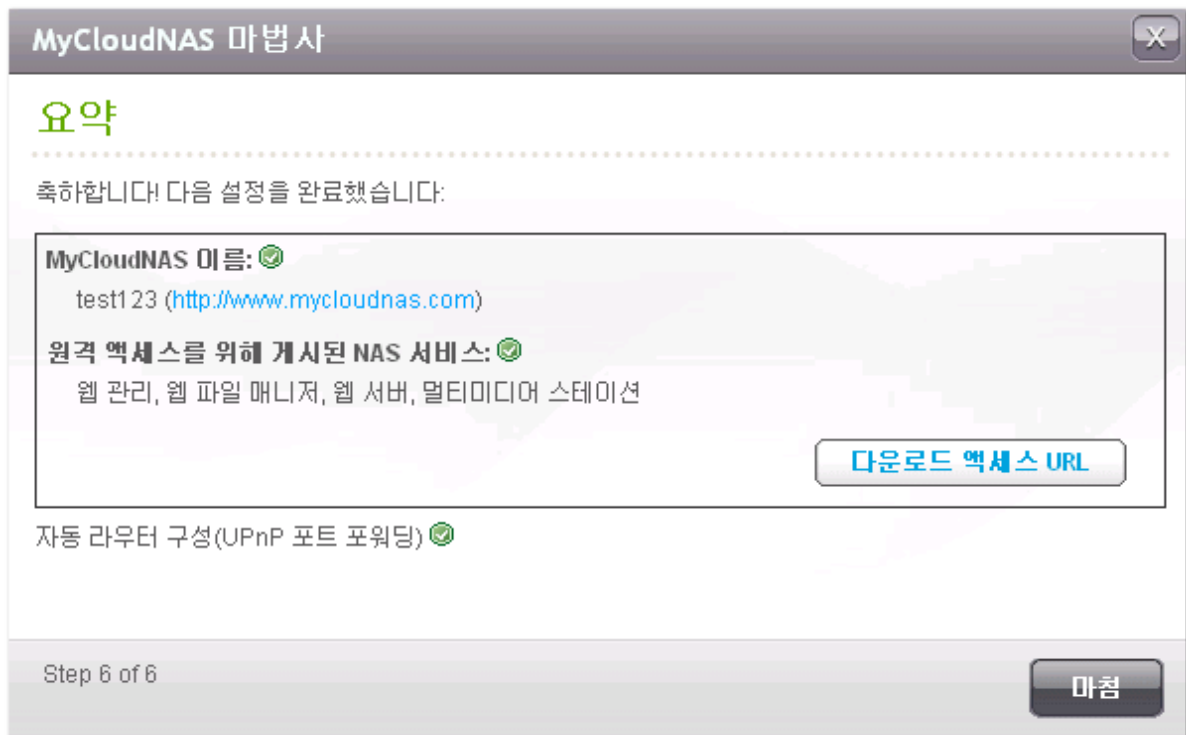 MyCloudNAS 마법사
X
요약
축하합니다! 다음 설정을 완료했습니다:
MyCloudNAS 이름:
test123 (http://www.mycloudnas.com)
원격 액세스를 위해 게시된 NAS 서비스:
웹 관리, 웹 파일 매니저, 웹 서버, 멀티미디어 스테이션
다운로드 액세스 URL
자동 라우터 구성(UPnP 포트 포워딩)
Step 6 of 6
마침